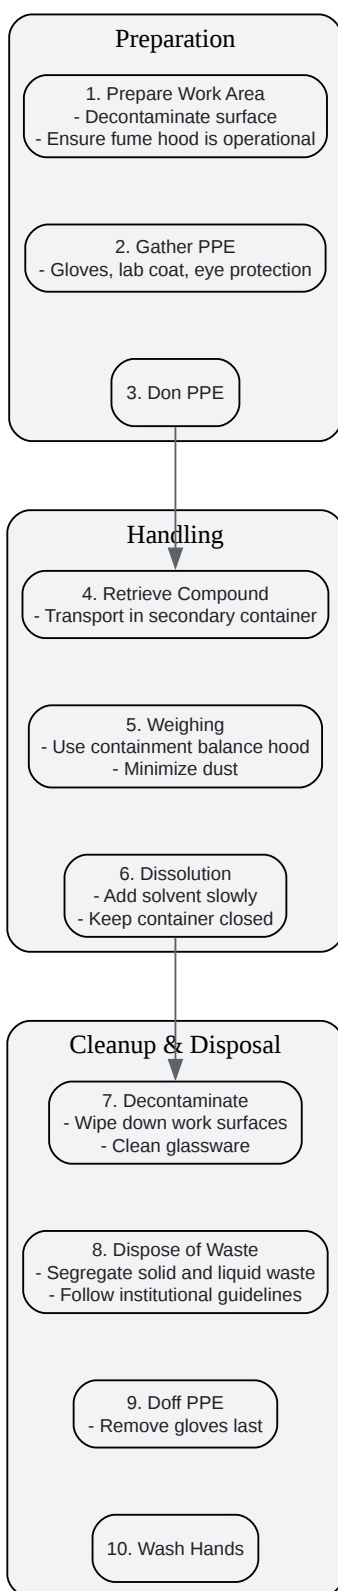 Preparation
1. Prepare Work Area
- Decontaminate surface
- Ensure fume hood is operational
2. Gather PPE
- Gloves, lab coat, eye protection
3. Don PPE
Handling
4. Retrieve Compound
- Transport in secondary container
5. Weighing
- Use containment balance hood
- Minimize dust
6. Dissolution
- Add solvent slowly
- Keep container closed
Cleanup & Disposal
7. Decontaminate
- Wipe down work surfaces
- Clean glassware
8. Dispose of Waste
- Segregate solid and liquid waste
- Follow institutional guidelines
9. Doff PPE
- Remove gloves last
10. Wash Hands